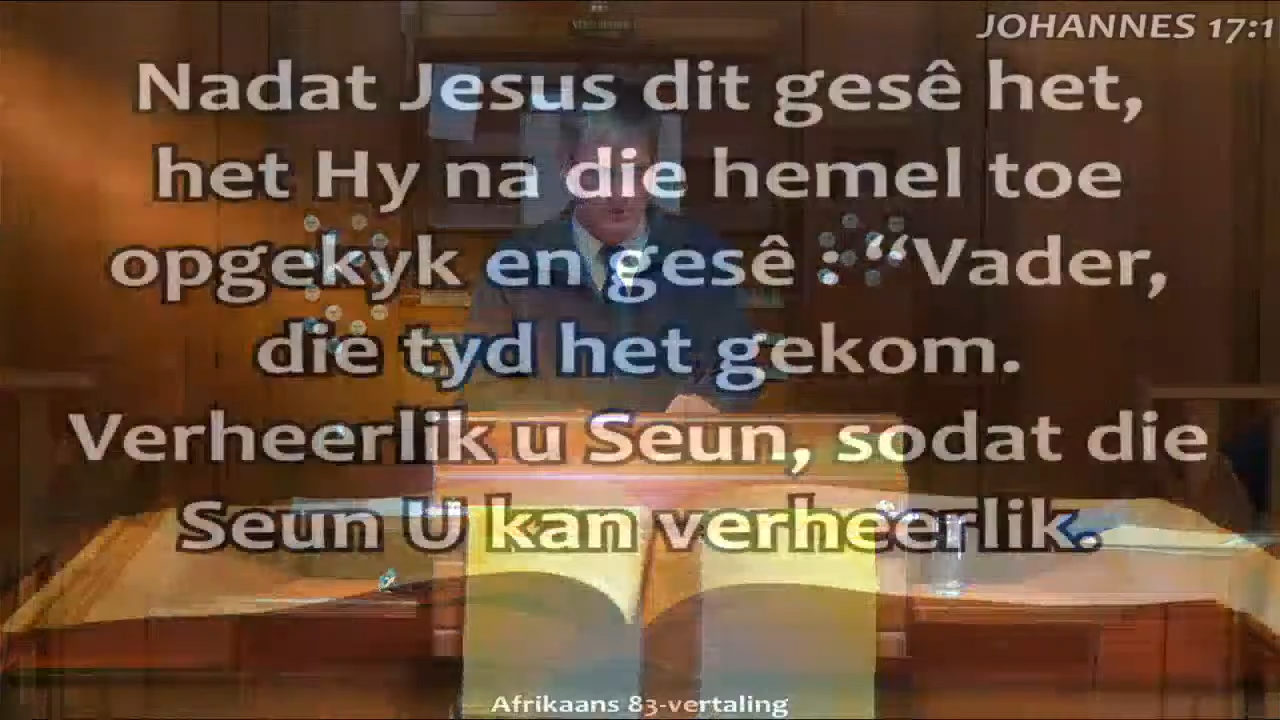 JOHANNES 17:1
Nadat Jesus dit gesê het,
het Hy na die hemel toe
opgekyk en gesê : “Vader,
die tyd het gekom.
Verheerlik u Seun, sodat die
Seun U kan verheerlik.
Afrikaans 83-vertaling